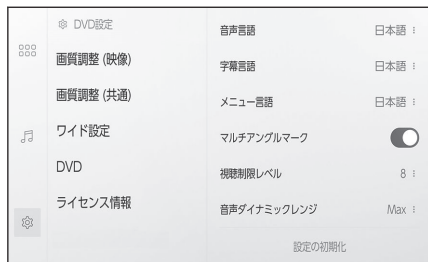 DVD設定
画質調整 (映像)
画質調整 (共通)
ワイド設定
DVD
ライセンス情報
音声言語 日本語
字幕言語 日本語
メニュー言語 日本語
マルチアングルマーク
視聴制限レベル 8
音声ダイナミックレンジ Max
設定の初期化